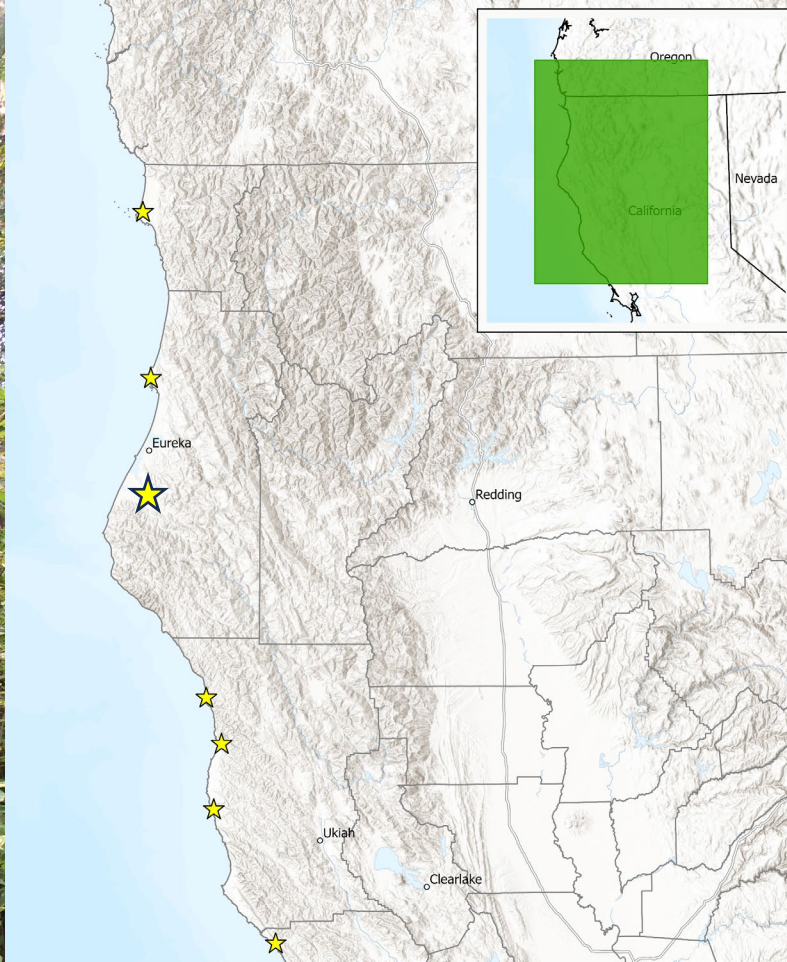 Oregon
Nevada
California
Eureka
Redding
Ukiah
Clearlake